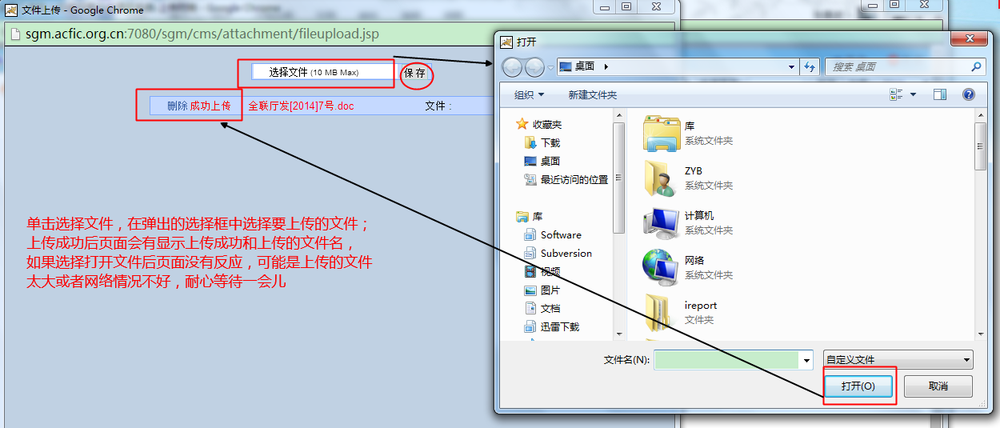 文件上传 - Google Chrome
sgm.acfic.org.cn:7080/sgm/cms/attachment/fileupload.jsp
选择文件 (10 MB Max)
保存
删除 成功上传 全联厅发[2014]7号.doc 文件：
单击选择文件，在弹出的选择框中选择要上传的文件；
上传成功后页面会有显示上传成功和上传的文件名，
如果选择打开文件后页面没有反应，可能是上传的文件
太大或者网络情况不好，耐心等待一会儿
打开
桌面
搜索 桌面
组织
新建文件夹
收藏夹
下载
桌面
最近访问的位置
库
Software
Subversion
视频
图片
文档
迅雷下载
库
系统文件夹
ZYB
系统文件夹
计算机
系统文件夹
网络
系统文件夹
ireport
文件夹
文件名(N):
自定义文件
打开(O)
取消